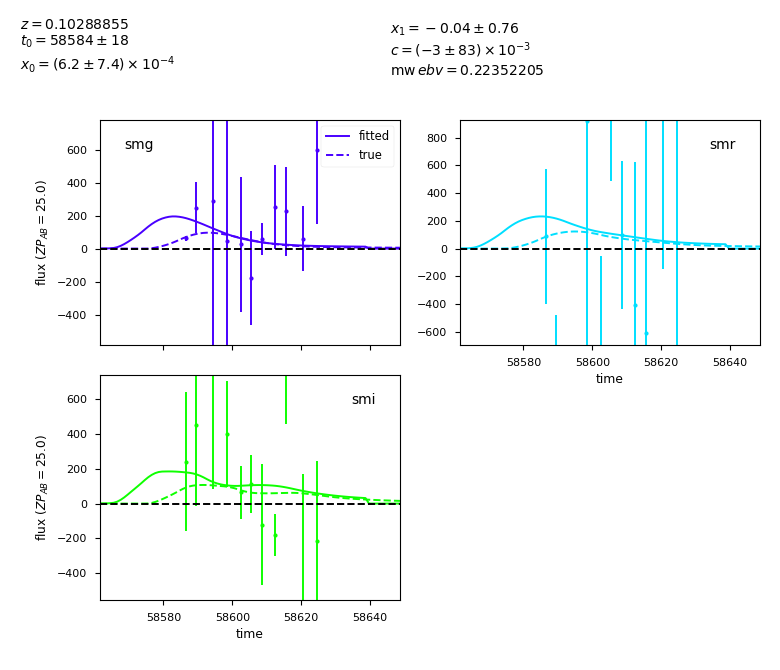 z = 0.10288855
t₀ = 58584 ± 18
x₀ = (6.2 ± 7.4) × 10⁻⁴
x₁ = − 0.04 ± 0.76
c = (−3 ± 83) × 10⁻³
mw ebv = 0.22352205
smg
fitted
true
600
400
200
0
−200
−400
flux (ZP_AB = 25.0)
smr
800
600
400
200
0
−200
−400
−600
58580 58600 58620 58640
time
smi
600
400
200
0
−200
−400
flux (ZP_AB = 25.0)
58580 58600 58620 58640
time